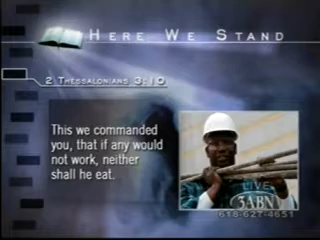 HERE WE STAND
2 THESSALONIANS 3:10
This we commanded
you, that if any would
not work, neither
shall he eat.
LIVE
3ABN
618-627-4651